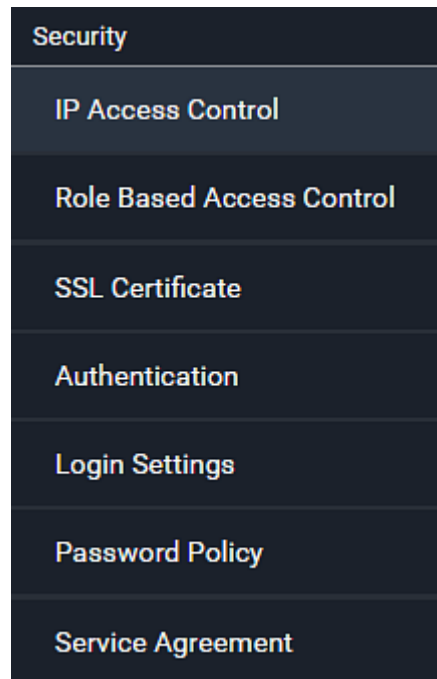 Security
IP Access Control
Role Based Access Control
SSL Certificate
Authentication
Login Settings
Password Policy
Service Agreement